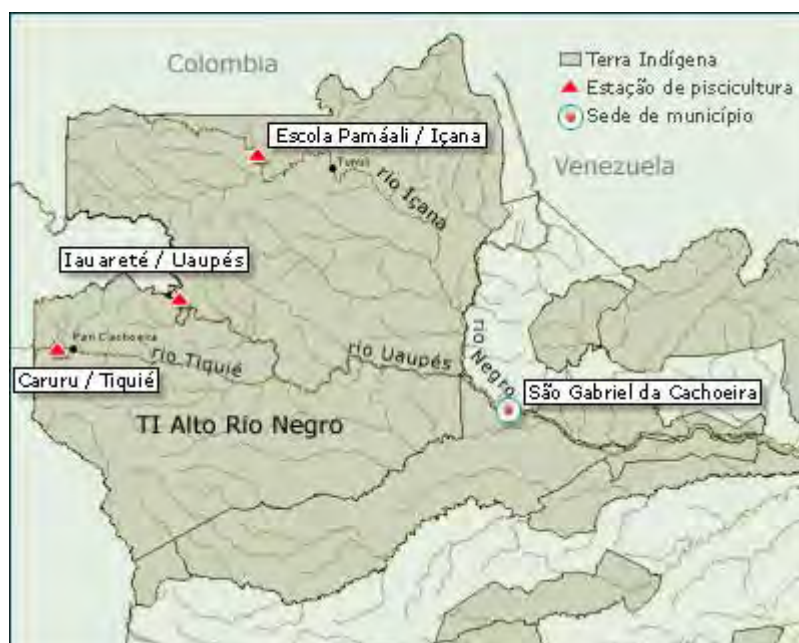 Colombia
Terra Indígena
Estação de piscicultura
Sede de município
Escola Pamáali / Içana
Tunuí
Venezuela
rio Içana
Iauareté / Uaupés
Pari Cachoeira
rio Tiquié
rio Uaupés
rio Negro
Caruru / Tiquié
São Gabriel da Cachoeira
TI Alto Rio Negro